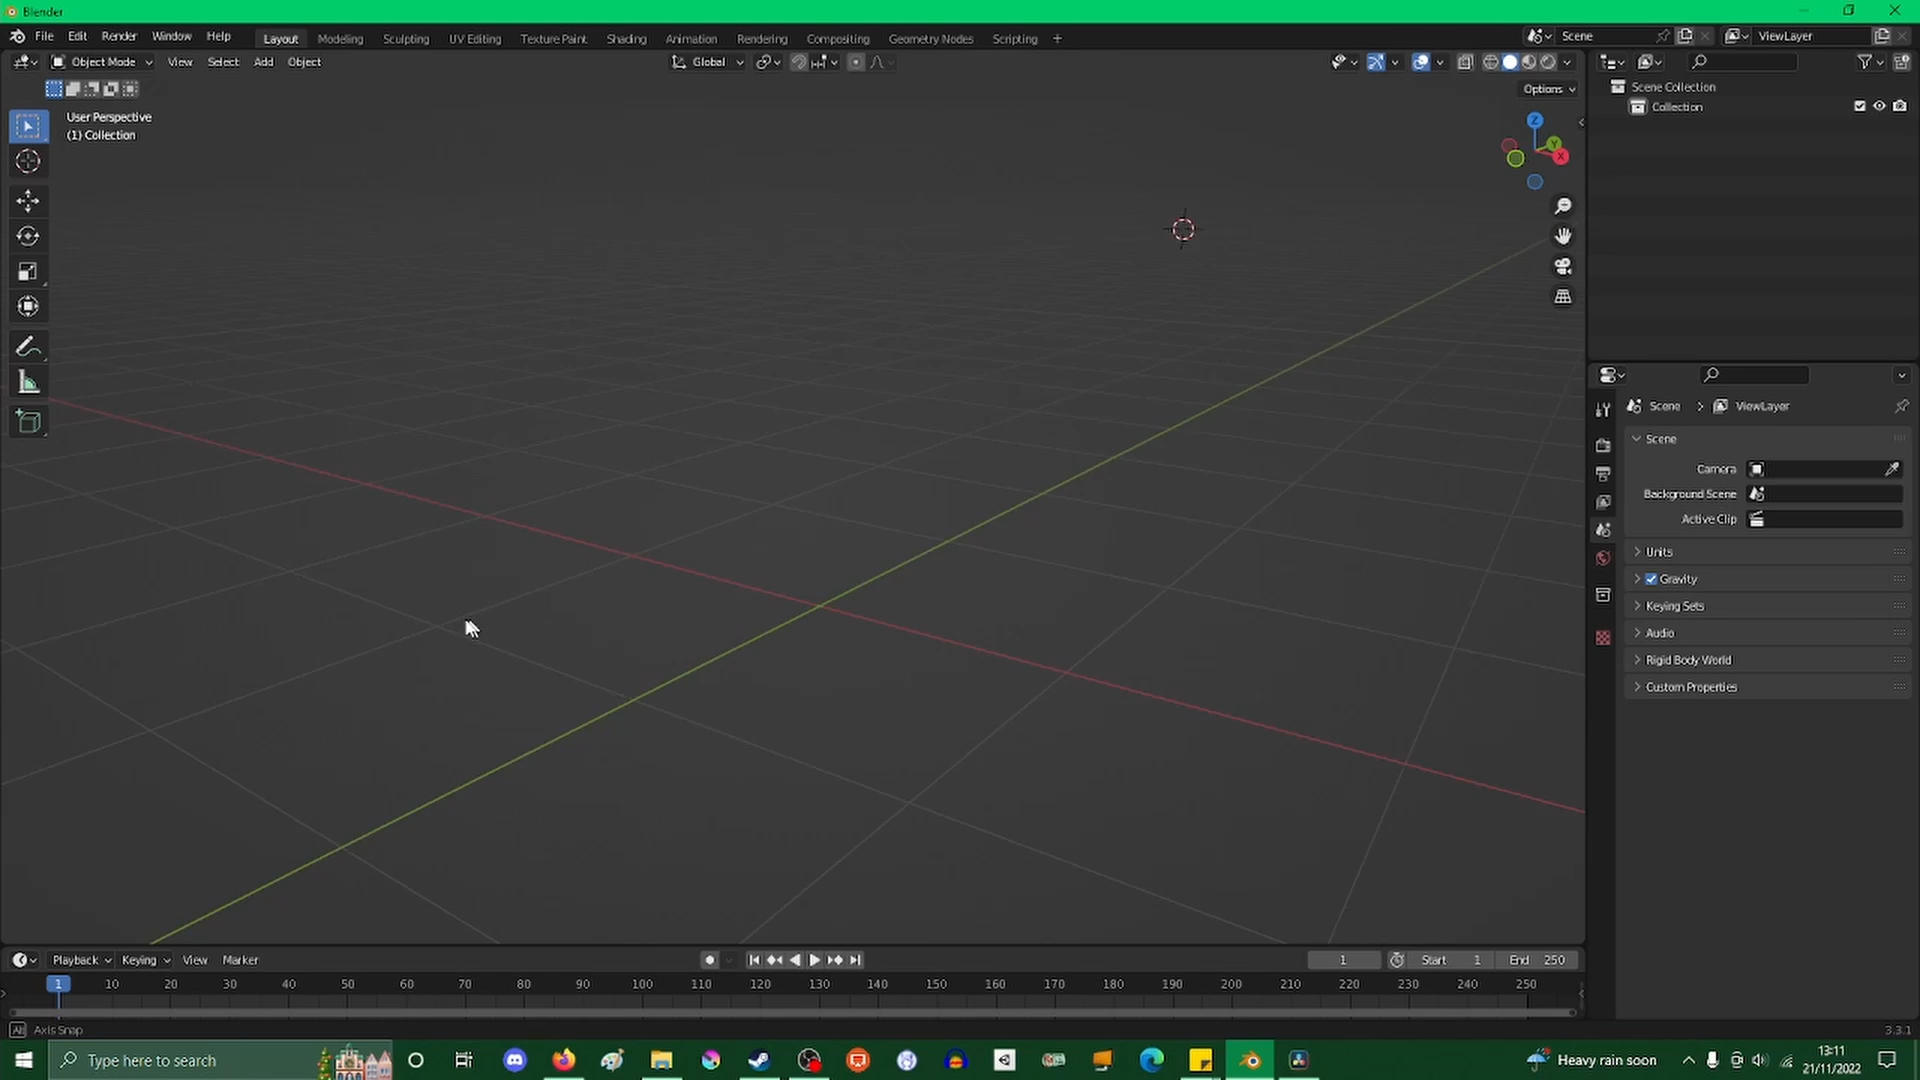 Blender
File Edit Render Window Help Layout Modeling Sculpting UV Editing Texture Paint Shading Animation Rendering Compositing Geometry Nodes Scripting + Scene ViewLayer
Object Mode View Select Add Object Global
Options
User Perspective
(1) Collection
Z
Y
X
Scene Collection
Collection
Scene > ViewLayer
Scene
Camera
Background Scene
Active Clip
Units
Gravity
Keying Sets
Audio
Rigid Body World
Custom Properties
Playback Keying View Marker 1 Start 1 End 250
1 10 20 30 40 50 60 70 80 90 100 110 120 130 140 150 160 170 180 190 200 210 220 230 240 250
Alt Axis Snap 3.3.1
Type here to search Heavy rain soon 13:11
21/11/2022